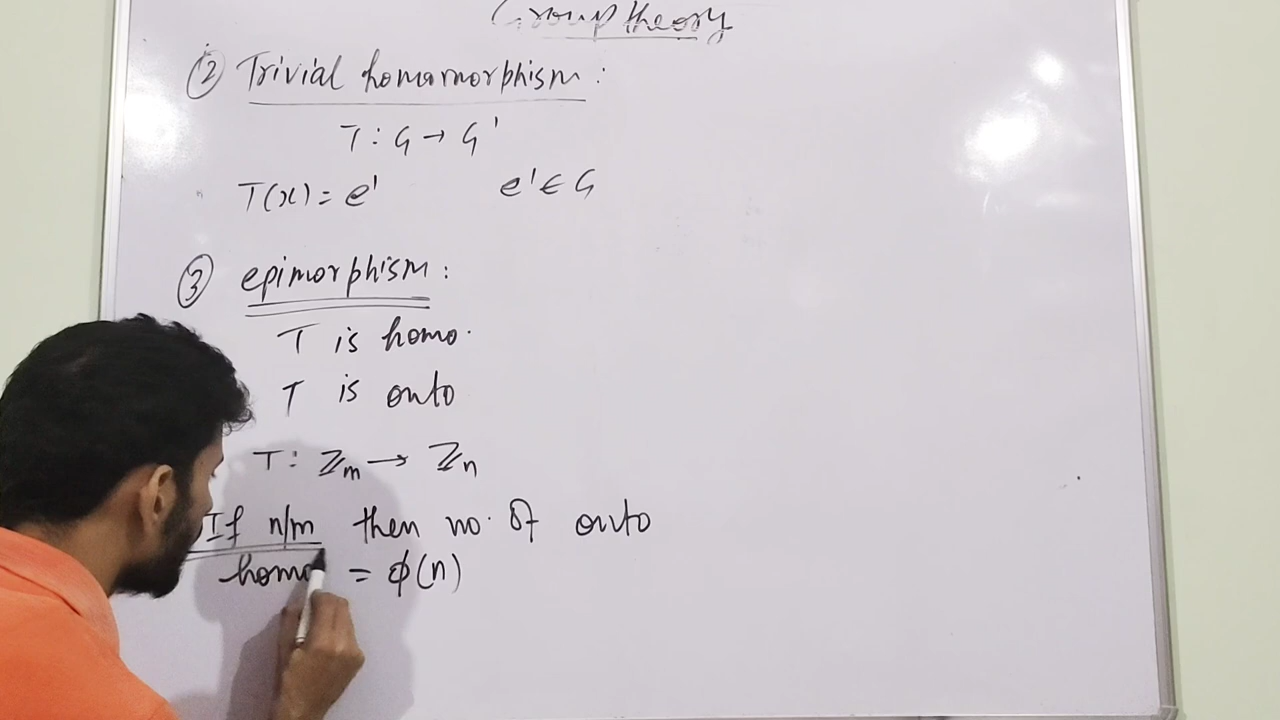 Group theory
② Trivial homomorphism :
T : G → G'
T(x) = e' e' ∈ G
③ epimorphism :
T is homo.
T is onto
T : ℤm → ℤn
If n/m then no. of onto
homo = ϕ(n)